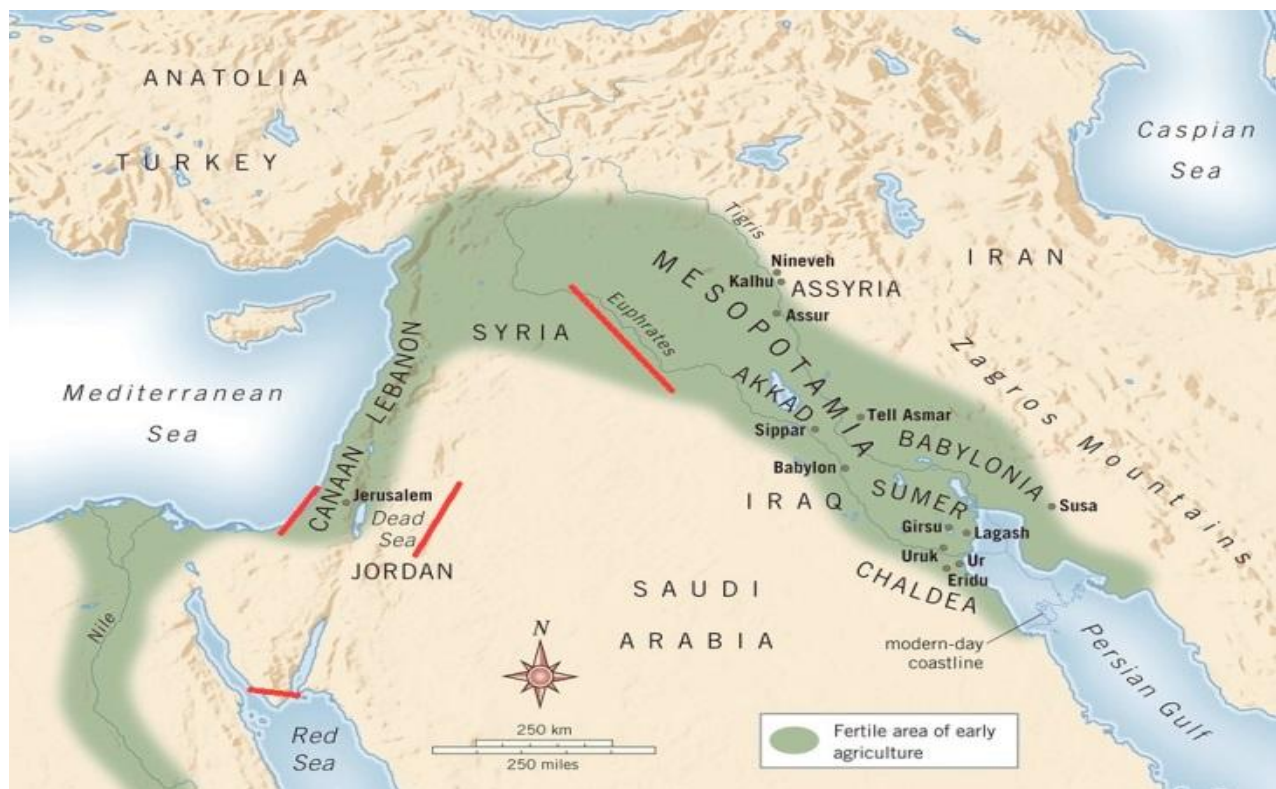 ANATOLIA
TURKEY
Caspian
Sea
Tigris
IRAN
Nineveh
Kalhu
ASSYRIA
MESOPOTAMIA
Assur
Euphrates
SYRIA
LEBANON
Zagros Mountains
Mediterranean
Sea
AKKAD
Tell Asmar
Sippar
BABYLONIA
Babylon
CANAAN
Jerusalem
Dead
Sea
IRAQ
SUMER
Susa
Girsu
Lagash
Uruk
Ur
Eridu
JORDAN
CHALDEA
SAUDI
ARABIA
Nile
N
modern-day
coastline
Persian Gulf
Red
Sea
250 km
250 miles
Fertile area of early
agriculture